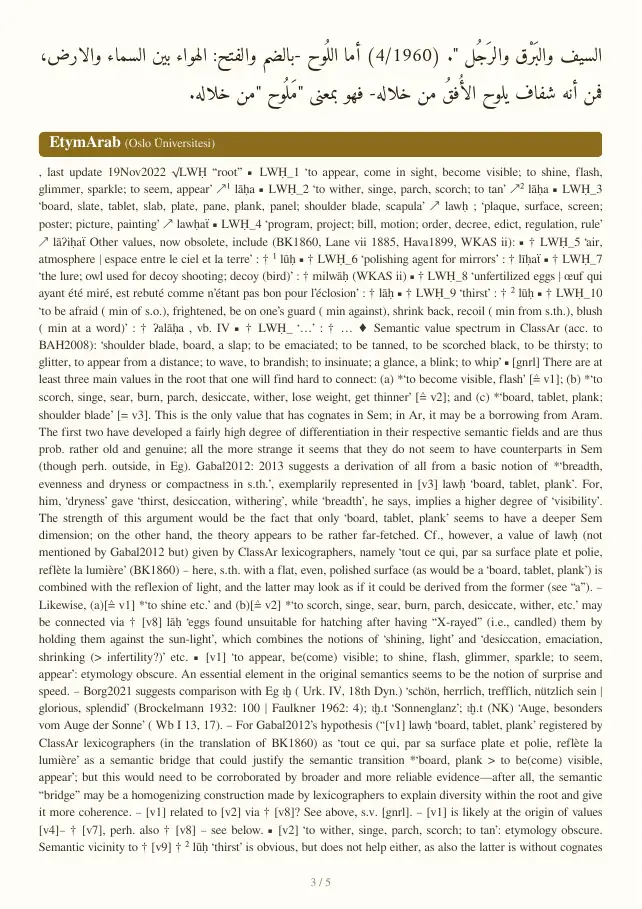 السيف والبَرْق والرَجُل ". (4/1960) أما اللُوح -بالضم والفتح: الهواء بين السماء والارض،
فمن أنه شفاف يلوح الأُفقُ من خلاله- فهو بمعنى "مَلُوح "من خلاله.
EtymArab (Oslo Üniversitesi)
, last update 19Nov2022 √LWḤ “root” ▪ LWḤ_1 ‘to appear, come in sight, become visible; to shine, flash,
glimmer, sparkle; to seem, appear’ ↗¹ lāḥa ▪ LWḤ_2 ‘to wither, singe, parch, scorch; to tan’ ↗² lāḥa ▪ LWḤ_3
‘board, slate, tablet, slab, plate, pane, plank, panel; shoulder blade, scapula’ ↗ lawḥ ; ‘plaque, surface, screen;
poster; picture, painting’ ↗ lawḥaẗ ▪ LWḤ_4 ‘program, project; bill, motion; order, decree, edict, regulation, rule’
↗ lāʔiḥaẗ Other values, now obsolete, include (BK1860, Lane vii 1885, Hava1899, WKAS ii): ▪ † LWḤ_5 ‘air,
atmosphere | espace entre le ciel et la terre’ : † ¹ lūḥ ▪ † LWḤ_6 ‘polishing agent for mirrors’ : † līḥaẗ ▪ † LWḤ_7
‘the lure; owl used for decoy shooting; decoy (bird)’ : † milwāḥ (WKAS ii) ▪ † LWḤ_8 ‘unfertilized eggs | œuf qui
ayant été miré, est rebuté comme n’étant pas bon pour l’éclosion’ : † lāḥ ▪ † LWḤ_9 ‘thirst’ : † ² lūḥ ▪ † LWḤ_10
‘to be afraid ( min of s.o.), frightened, be on one’s guard ( min against), shrink back, recoil ( min from s.th.), blush
( min at a word)’ : † ʔalāḥa , vb. IV ▪ † LWḤ_ ‘…’ : † … ♦ Semantic value spectrum in ClassAr (acc. to
BAH2008): ‘shoulder blade, board, a slap; to be emaciated; to be tanned, to be scorched black, to be thirsty; to
glitter, to appear from a distance; to wave, to brandish; to insinuate; a glance, a blink; to whip’ ▪ [gnrl] There are at
least three main values in the root that one will find hard to connect: (a) *‘to become visible, flash’ [≙ v1]; (b) *‘to
scorch, singe, sear, burn, parch, desiccate, wither, lose weight, get thinner’ [≙ v2]; and (c) *‘board, tablet, plank;
shoulder blade’ [= v3]. This is the only value that has cognates in Sem; in Ar, it may be a borrowing from Aram.
The first two have developed a fairly high degree of differentiation in their respective semantic fields and are thus
prob. rather old and genuine; all the more strange it seems that they do not seem to have counterparts in Sem
(though perh. outside, in Eg). Gabal2012: 2013 suggests a derivation of all from a basic notion of *‘breadth,
evenness and dryness or compactness in s.th.’, exemplarily represented in [v3] lawḥ ‘board, tablet, plank’. For,
him, ‘dryness’ gave ‘thirst, desiccation, withering’, while ‘breadth’, he says, implies a higher degree of ‘visibility’.
The strength of this argument would be the fact that only ‘board, tablet, plank’ seems to have a deeper Sem
dimension; on the other hand, the theory appears to be rather far-fetched. Cf., however, a value of lawḥ (not
mentioned by Gabal2012 but) given by ClassAr lexicographers, namely ‘tout ce qui, par sa surface plate et polie,
reflète la lumière’ (BK1860) – here, s.th. with a flat, even, polished surface (as would be a ‘board, tablet, plank’) is
combined with the reflexion of light, and the latter may look as if it could be derived from the former (see “a”). –
Likewise, (a)[≙ v1] *‘to shine etc.’ and (b)[≙ v2] *‘to scorch, singe, sear, burn, parch, desiccate, wither, etc.’ may
be connected via † [v8] lāḥ ‘eggs found unsuitable for hatching after having “X-rayed” (i.e., candled) them by
holding them against the sun-light’, which combines the notions of ‘shining, light’ and ‘desiccation, emaciation,
shrinking (> infertility?)’ etc. ▪ [v1] ‘to appear, be(come) visible; to shine, flash, glimmer, sparkle; to seem,
appear’: etymology obscure. An essential element in the original semantics seems to be the notion of surprise and
speed. – Borg2021 suggests comparison with Eg ıȝḫ ( Urk. IV, 18th Dyn.) ‘schön, herrlich, trefflich, nützlich sein |
glorious, splendid’ (Brockelmann 1932: 100 | Faulkner 1962: 4); ıȝḫ.t ‘Sonnenglanz’; ıȝḫ.t (NK) ‘Auge, besonders
vom Auge der Sonne’ ( Wb I 13, 17). – For Gabal2012’s hypothesis (“[v1] lawḥ ‘board, tablet, plank’ registered by
ClassAr lexicographers (in the translation of BK1860) as ‘tout ce qui, par sa surface plate et polie, reflète la
lumière’ as a semantic bridge that could justify the semantic transition *‘board, plank > to be(come) visible,
appear’; but this would need to be corroborated by broader and more reliable evidence—after all, the semantic
“bridge” may be a homogenizing construction made by lexicographers to explain diversity within the root and give
it more coherence. – [v1] related to [v2] via † [v8]? See above, s.v. [gnrl]. – [v1] is likely at the origin of values
[v4]– † [v7], perh. also † [v8] – see below. ▪ [v2] ‘to wither, singe, parch, scorch; to tan’: etymology obscure.
Semantic vicinity to † [v9] † ² lūḥ ‘thirst’ is obvious, but does not help either, as also the latter is without cognates
3 / 5